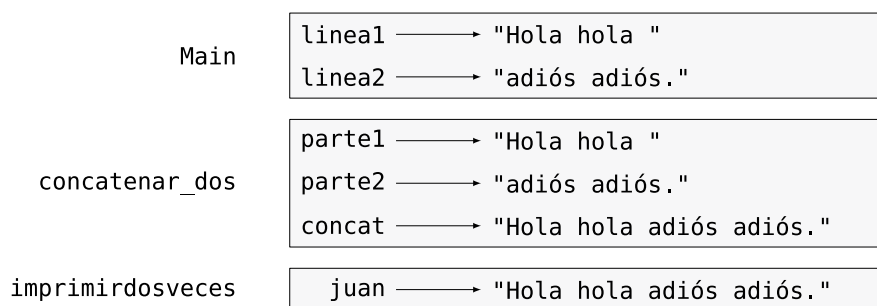 Main
linea1 "Hola hola "
linea2 "adiós adiós."
concatenar_dos
parte1 "Hola hola "
parte2 "adiós adiós."
concat "Hola hola adiós adiós."
imprimirdosveces
juan "Hola hola adiós adiós."